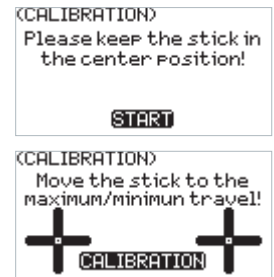 (CALIBRATION)
Please keep the stick in
the center position!
START
(CALIBRATION)
Move the stick to the
maximum/minimun travel!
CALIBRATION